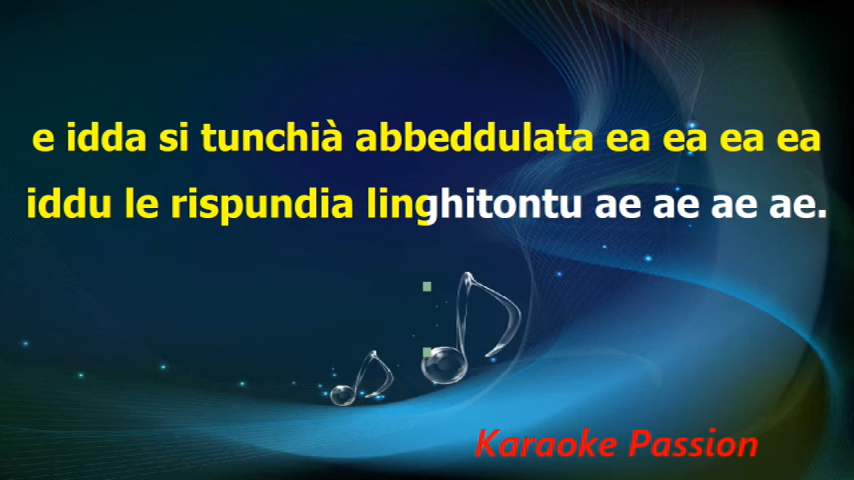 e idda si tunchià abbeddulata ea ea ea ea
iddu le rispundia linghitontu ae ae ae ae.
Karaoke Passion